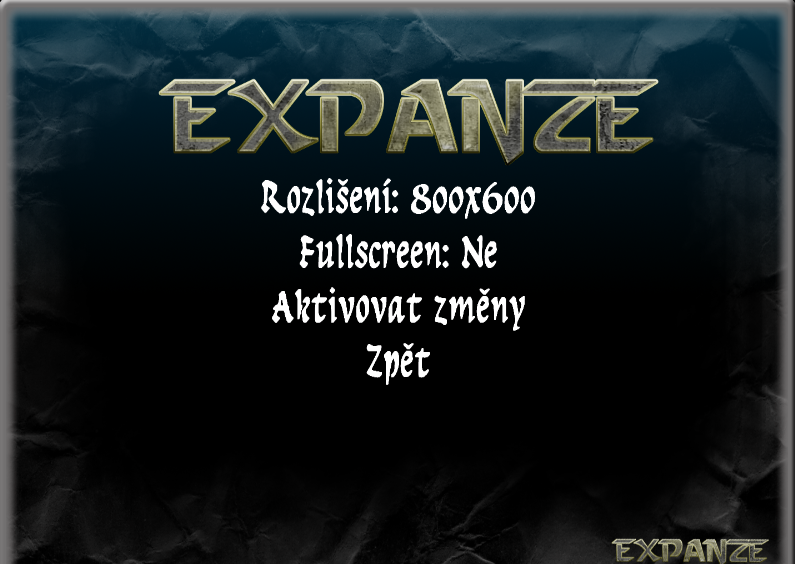 EXPANZE
Rozlišení: 800x600
Fullscreen: Ne
Aktivovat změny
Zpět
EXPANZE